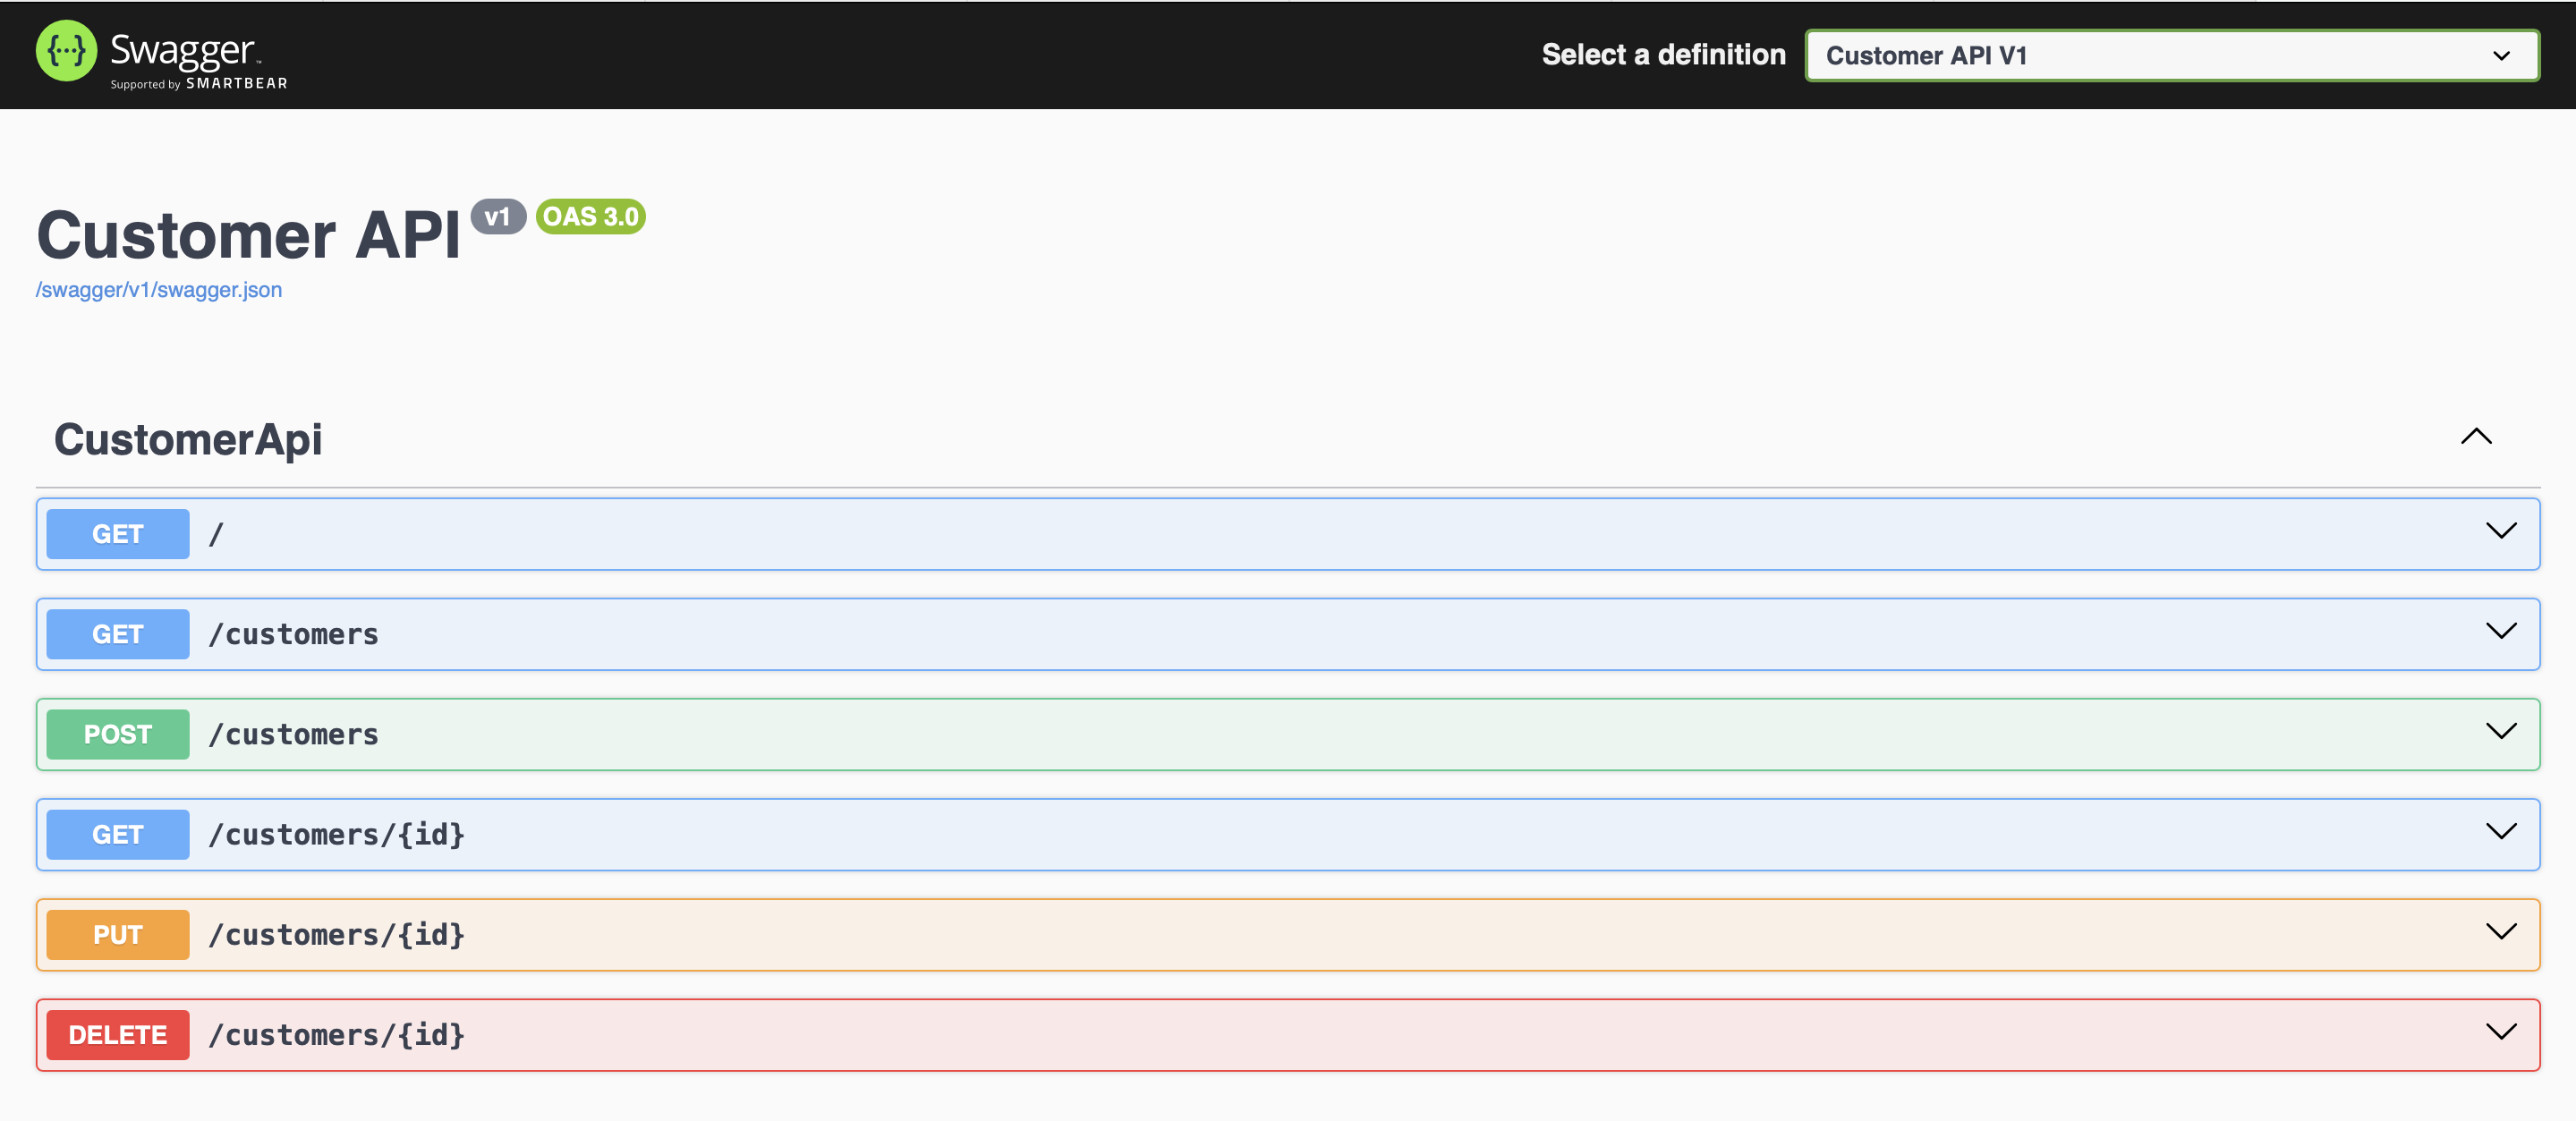 {···} Swagger™
Supported by SMARTBEAR
Select a definition
Customer API V1
Customer API v1 OAS 3.0
/swagger/v1/swagger.json
CustomerApi
GET /
GET /customers
POST /customers
GET /customers/{id}
PUT /customers/{id}
DELETE /customers/{id}